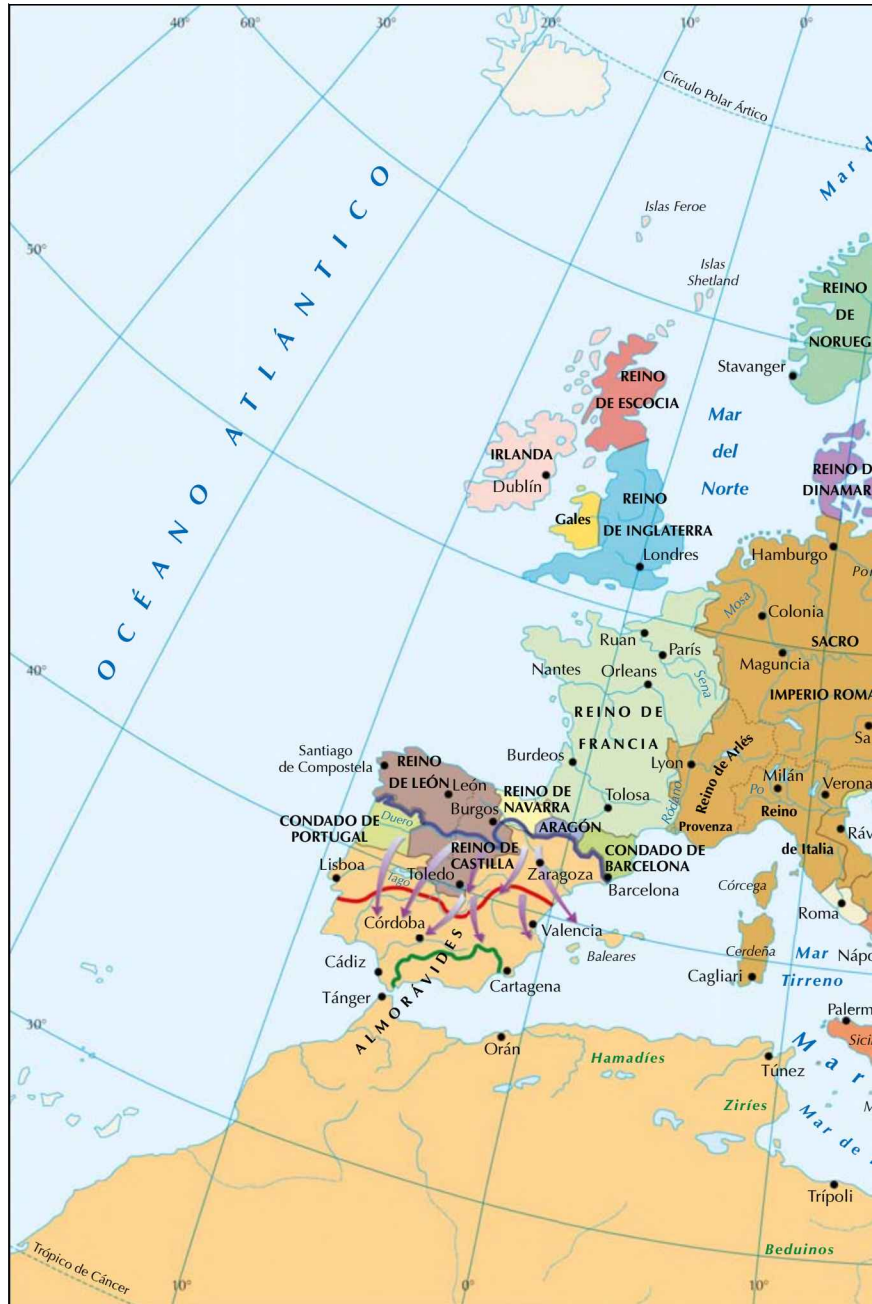 40°
60°
40°
30°
20°
10°
0°
Círculo Polar Ártico
Mar d
50°
OCÉANO ATLÁNTICO
Islas Feroe
Islas
Shetland
REINO
DE
NORUEG
Stavanger
REINO
DE ESCOCIA
Mar
del
Norte
IRLANDA
Dublín
REINO
DE INGLATERRA
Gales
Londres
REINO D
DINAMAR
Hamburgo
Por
Mosa
Colonia
SACRO
Maguncia
IMPERIO ROMA
Ruan
París
Nantes
Orleans
Sena
REINO DE
FRANCIA
Sa
40°
Burdeos
Lyon
Reino de Arlés
Milán
Po
Verona
Santiago
de Compostela
REINO
DE LEÓN
León
Burgos
REINO DE
NAVARRA
Tolosa
Ródano
Provenza
Reino
de Italia
Ráv
CONDADO DE
PORTUGAL
Duero
ARAGÓN
REINO DE
CASTILLA
CONDADO DE
BARCELONA
Lisboa
Tago
Toledo
Zaragoza
Barcelona
Córcega
Roma
Córdoba
Valencia
Baleares
Cerdeña
Mar
Tirreno
Nápo
Cádiz
Cagliari
Tánger
Cartagena
ALMORÁVIDES
30°
Orán
Hamadíes
Palerm
Sici
Túnez
Mar
Ziríes
M
Mar de
Trípoli
Beduinos
Trópico de Cáncer
10°
0°
10°